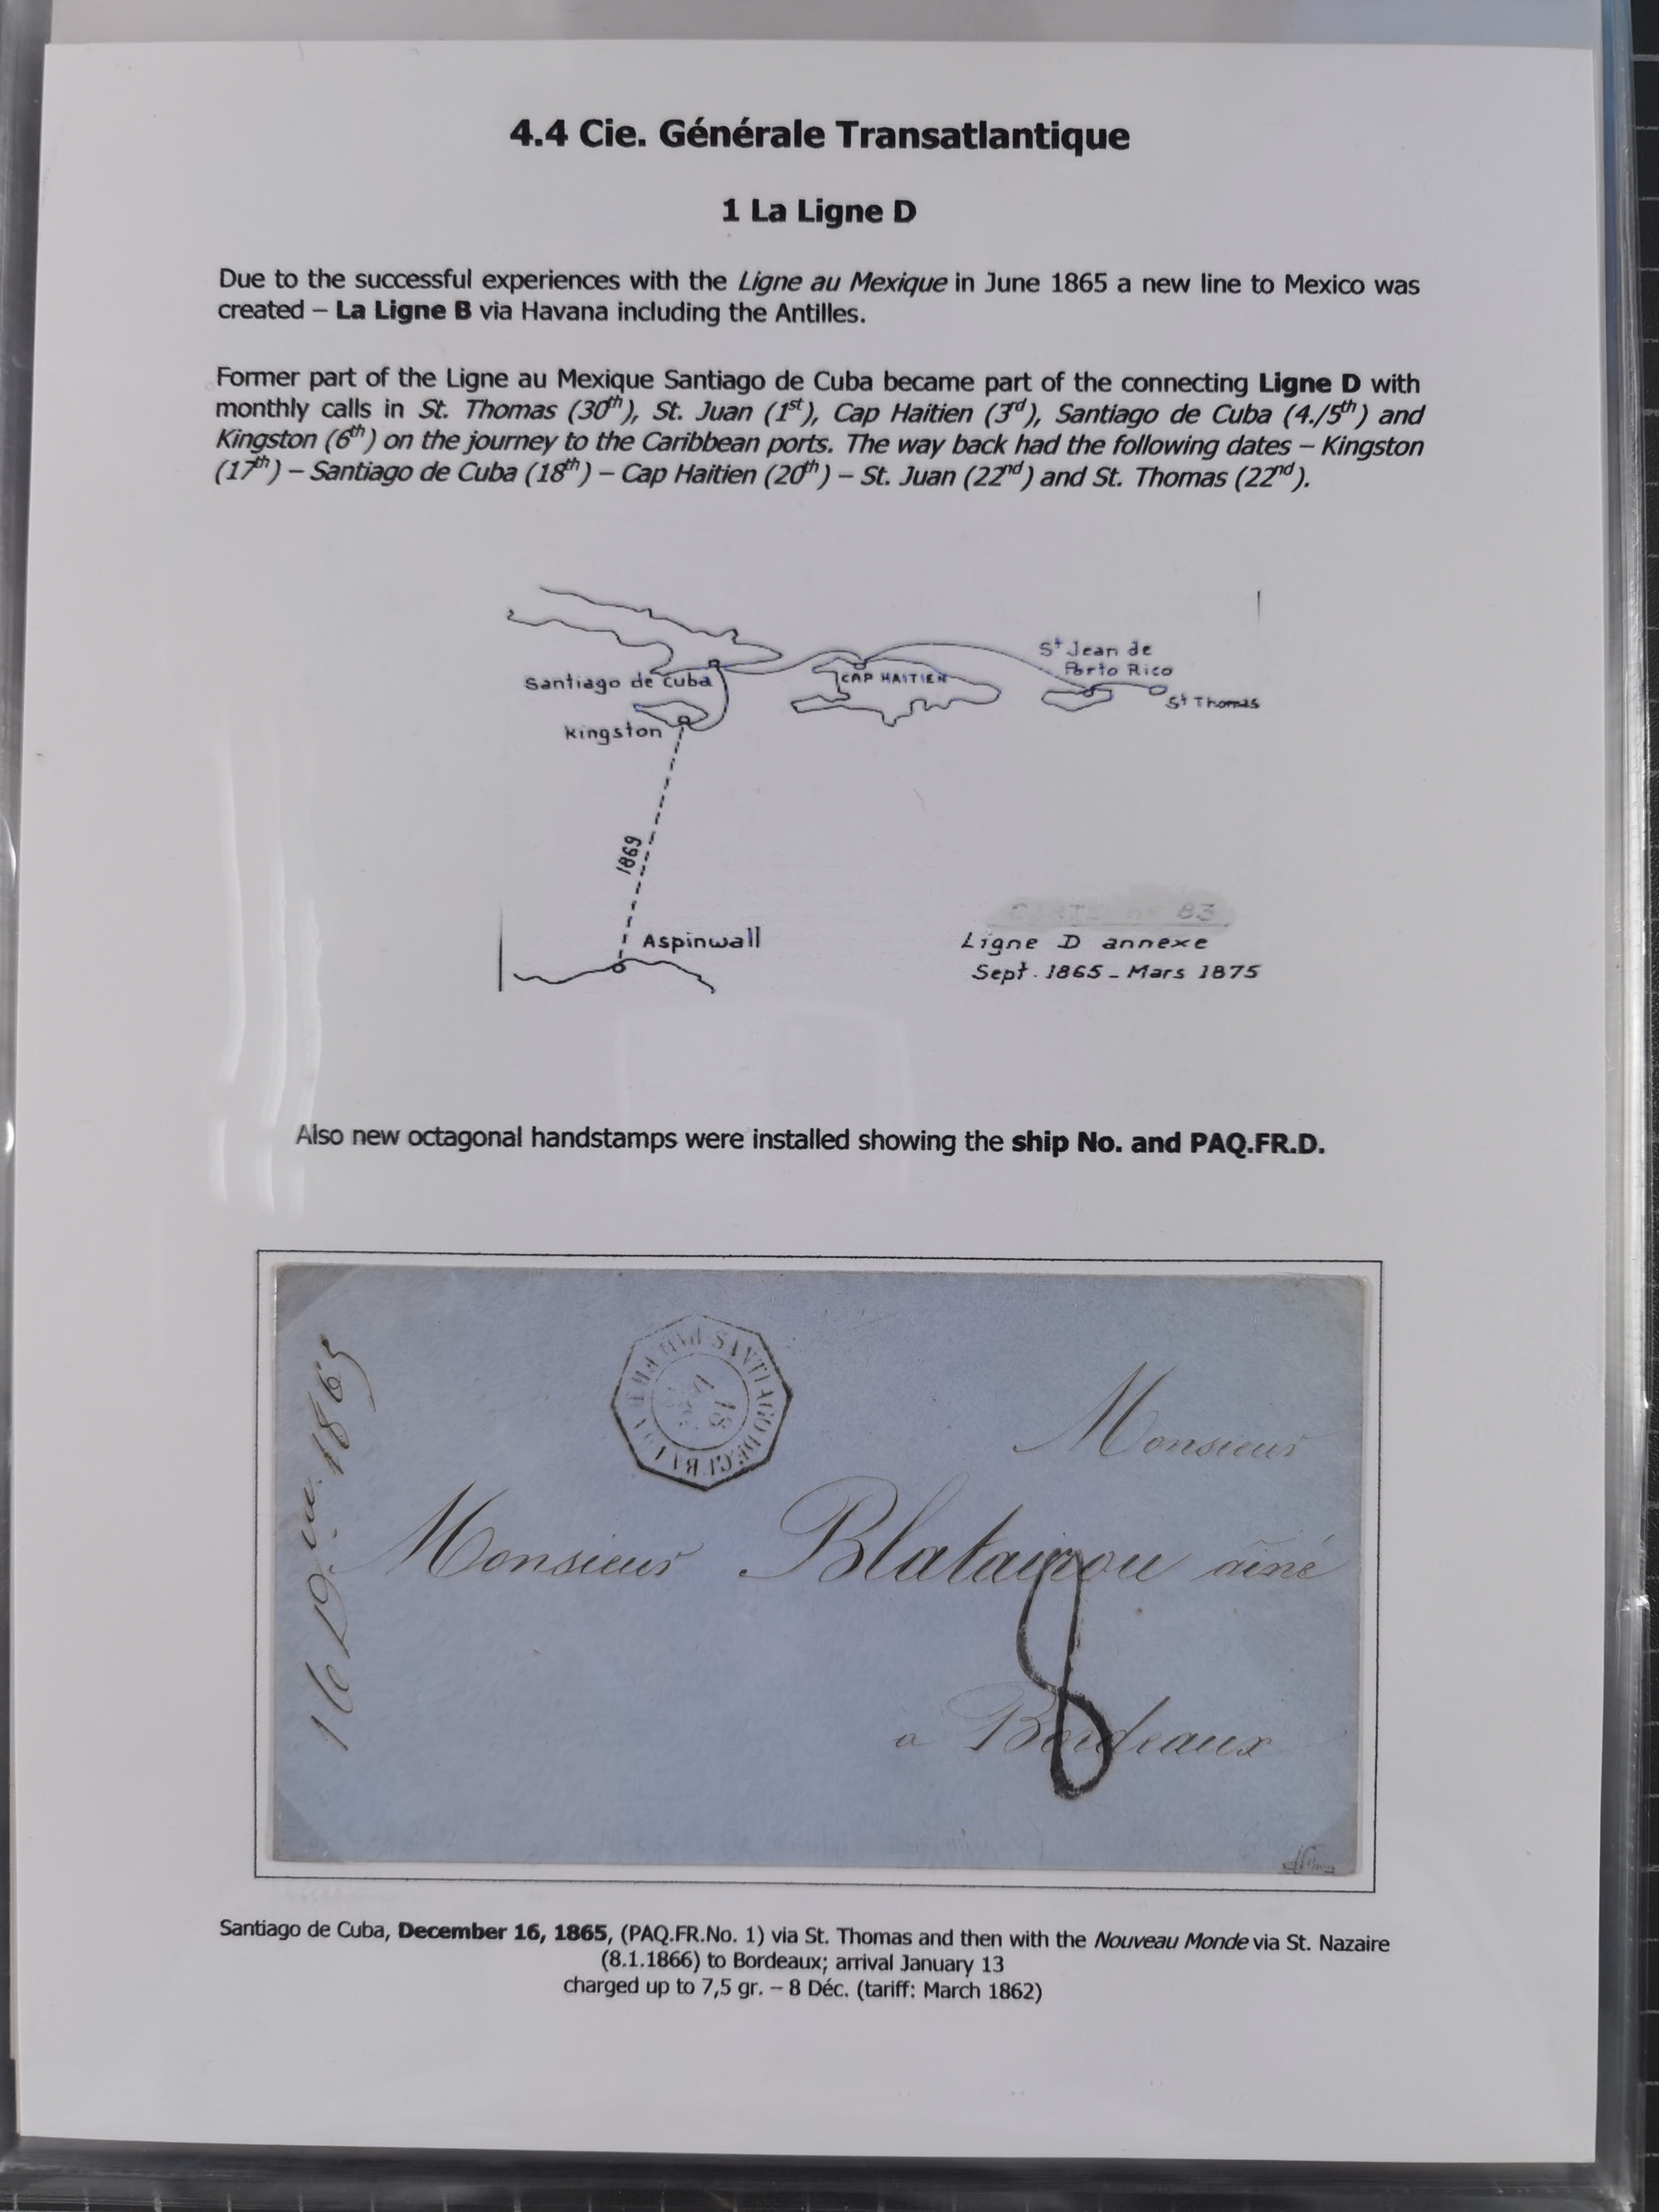 4.4 Cie. Générale Transatlantique
1 La Ligne D
Due to the successful experiences with the Ligne au Mexique in June 1865 a new line to Mexico was
created – La Ligne B via Havana including the Antilles.
Former part of the Ligne au Mexique Santiago de Cuba became part of the connecting Ligne D with
monthly calls in St. Thomas (30th), St. Juan (1st), Cap Haitien (3rd), Santiago de Cuba (4./5th) and
Kingston (6th) on the journey to the Caribbean ports. The way back had the following dates – Kingston
(17th) – Santiago de Cuba (18th) – Cap Haitien (20th) – St. Juan (22nd) and St. Thomas (22nd).
St Jean de
Porto Rico
Santiago de Cuba
CAP HAITIEN
St Thomas
Kingston
1869
Aspinwall
83
Ligne D annexe
Sept. 1865 - Mars 1875
Also new octagonal handstamps were installed showing the ship No. and PAQ.FR.D.
SANTIAGO DE CUBA
18
1865
Monsieur
Monsieur Blatairou ainé
8
a Bordeaux
Santiago de Cuba, December 16, 1865, (PAQ.FR.No. 1) via St. Thomas and then with the Nouveau Monde via St. Nazaire
(8.1.1866) to Bordeaux; arrival January 13
charged up to 7,5 gr. – 8 Déc. (tariff: March 1862)